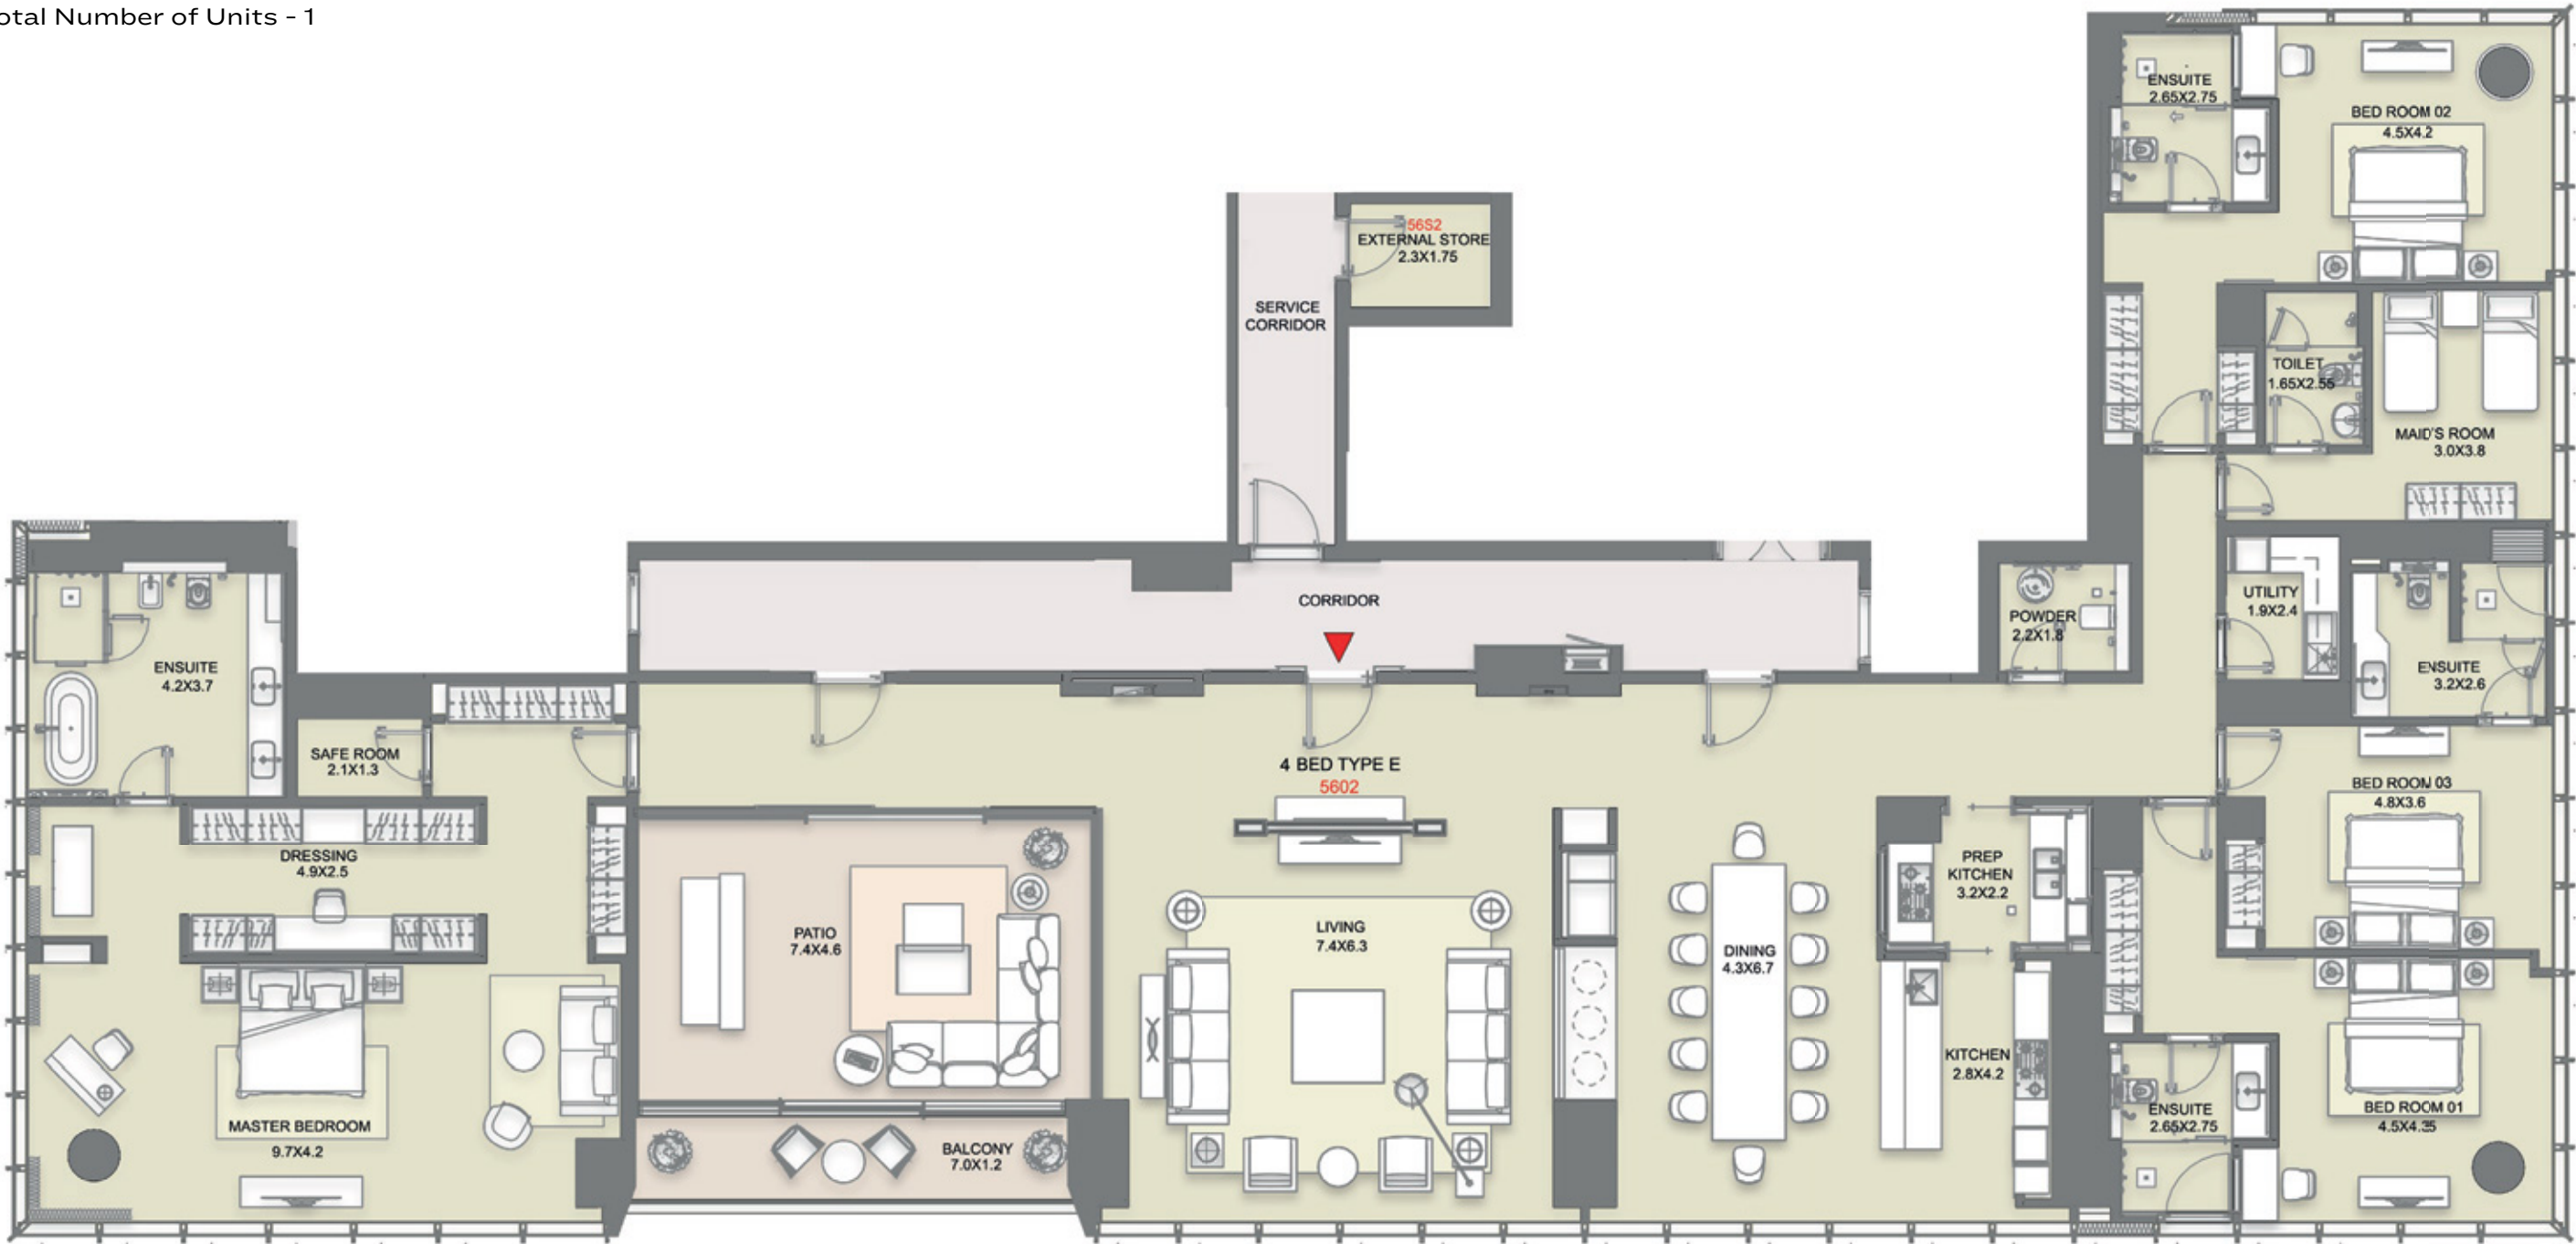 otal Number of Units - 1
ENSUITE
2.65X2.75
BED ROOM 02
4.5X4.2
56S2
EXTERNAL STORE
2.3X1.75
SERVICE
CORRIDOR
TOILET
1.65X2.55
MAID'S ROOM
3.0X3.8
CORRIDOR
POWDER
2.2X1.8
UTILITY
1.9X2.4
ENSUITE
3.2X2.6
ENSUITE
4.2X3.7
SAFE ROOM
2.1X1.3
4 BED TYPE E
5602
BED ROOM 03
4.8X3.6
DRESSING
4.9X2.5
PREP
KITCHEN
3.2X2.2
PATIO
7.4X4.6
LIVING
7.4X6.3
DINING
4.3X6.7
KITCHEN
2.8X4.2
MASTER BEDROOM
9.7X4.2
BALCONY
7.0X1.2
ENSUITE
2.65X2.75
BED ROOM 01
4.5X4.35